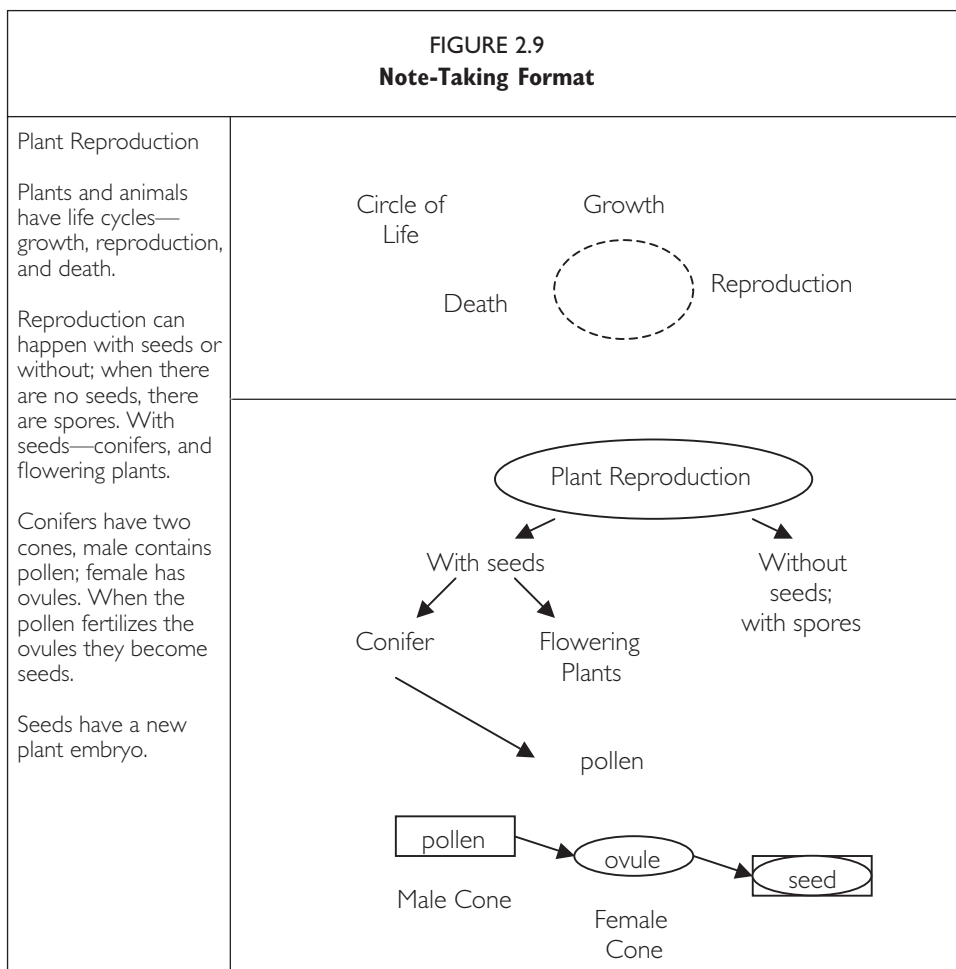 FIGURE 2.9
Note-Taking Format
Plant Reproduction
Plants and animals
have life cycles—
growth, reproduction,
and death.
Reproduction can
happen with seeds or
without; when there
are no seeds, there
are spores. With
seeds—conifers, and
flowering plants.
Conifers have two
cones, male contains
pollen; female has
ovules. When the
pollen fertilizes the
ovules they become
seeds.
Seeds have a new
plant embryo.
Circle of
Life
Growth
Reproduction
Death
Plant Reproduction
With seeds
Without
seeds;
with spores
Conifer
Flowering
Plants
pollen
pollen
ovule
seed
Male Cone
Female
Cone